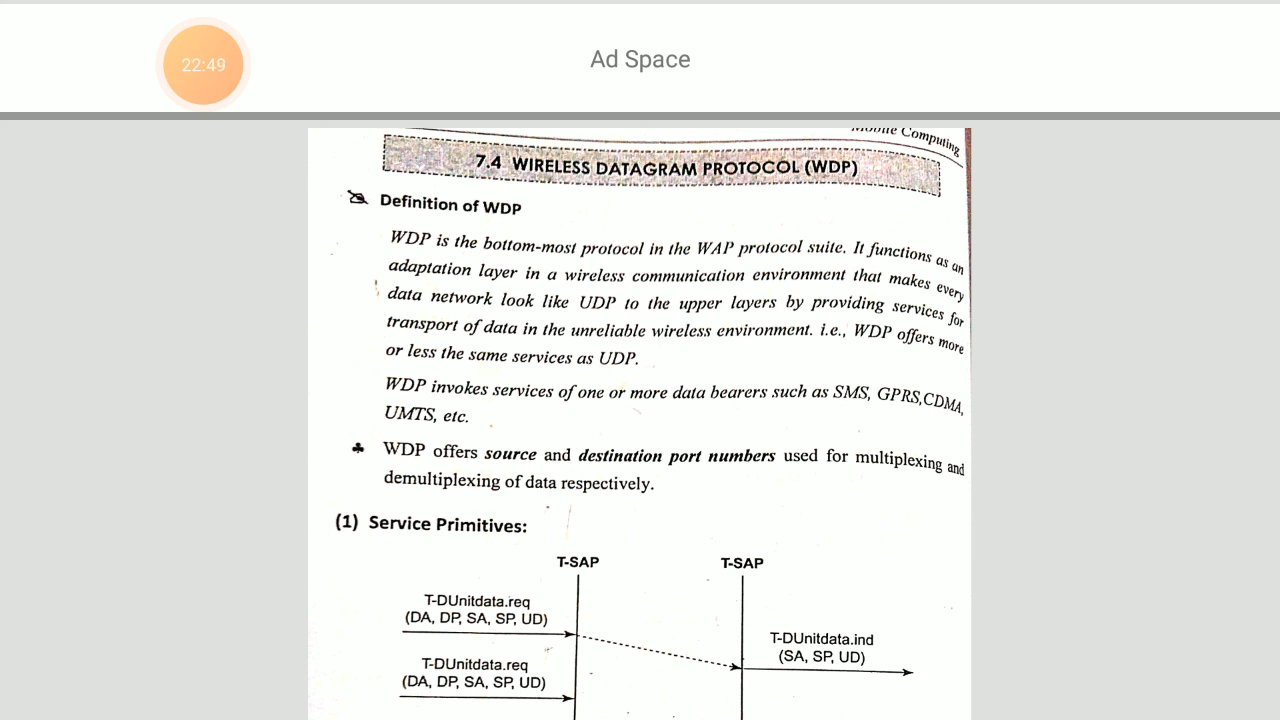 22:49
Ad Space
Mobile Computing
7.4 WIRELESS DATAGRAM PROTOCOL (WDP)
Definition of WDP
WDP is the bottom-most protocol in the WAP protocol suite. It functions as an
adaptation layer in a wireless communication environment that makes every
data network look like UDP to the upper layers by providing services for
transport of data in the unreliable wireless environment. i.e., WDP offers more
or less the same services as UDP.
WDP invokes services of one or more data bearers such as SMS, GPRS,CDMA,
UMTS, etc.
♣ WDP offers source and destination port numbers used for multiplexing and
demultiplexing of data respectively.
(1) Service Primitives:
T-SAP T-SAP
T-DUnitdata.req
(DA, DP, SA, SP, UD)
T-DUnitdata.ind
(SA, SP, UD)
T-DUnitdata.req
(DA, DP, SA, SP, UD)